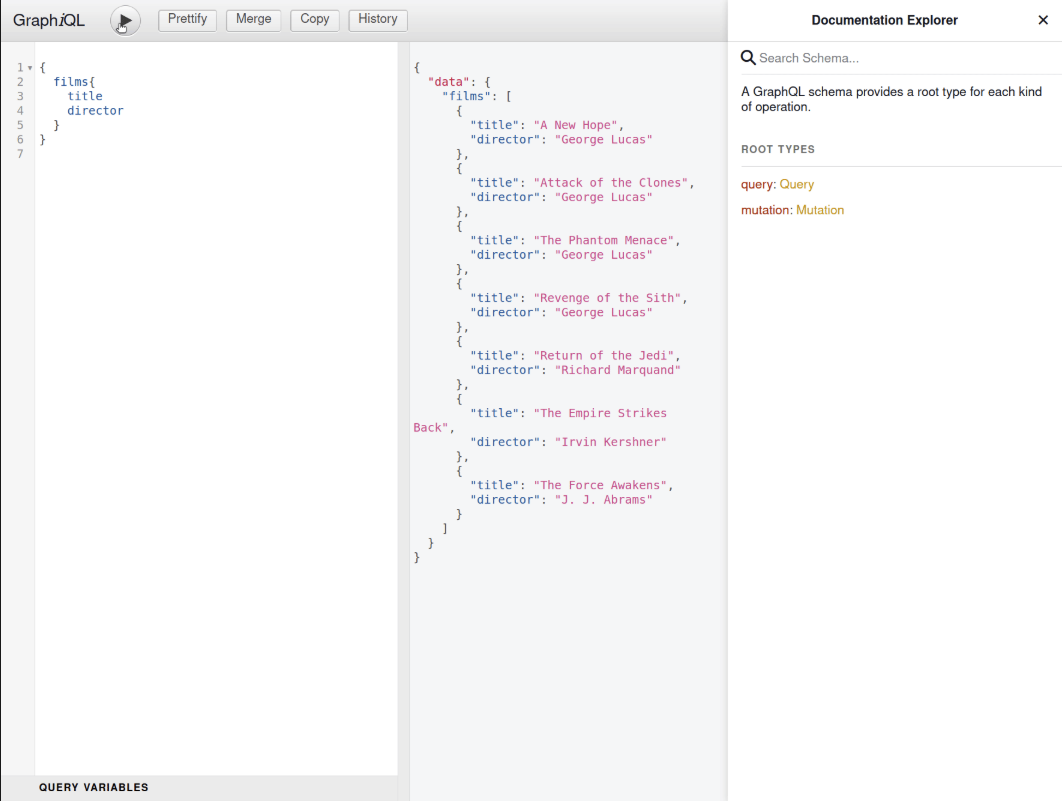 GraphiQL
Prettify
Merge
Copy
History
1 {
2 films{
3 title
4 director
5 }
6 }
7
QUERY VARIABLES
{
"data": {
"films": [
{
"title": "A New Hope",
"director": "George Lucas"
},
{
"title": "Attack of the Clones",
"director": "George Lucas"
},
{
"title": "The Phantom Menace",
"director": "George Lucas"
},
{
"title": "Revenge of the Sith",
"director": "George Lucas"
},
{
"title": "Return of the Jedi",
"director": "Richard Marquand"
},
{
"title": "The Empire Strikes
Back",
"director": "Irvin Kershner"
},
{
"title": "The Force Awakens",
"director": "J. J. Abrams"
}
]
}
}
Documentation Explorer
Search Schema...
A GraphQL schema provides a root type for each kind
of operation.
ROOT TYPES
query: Query
mutation: Mutation